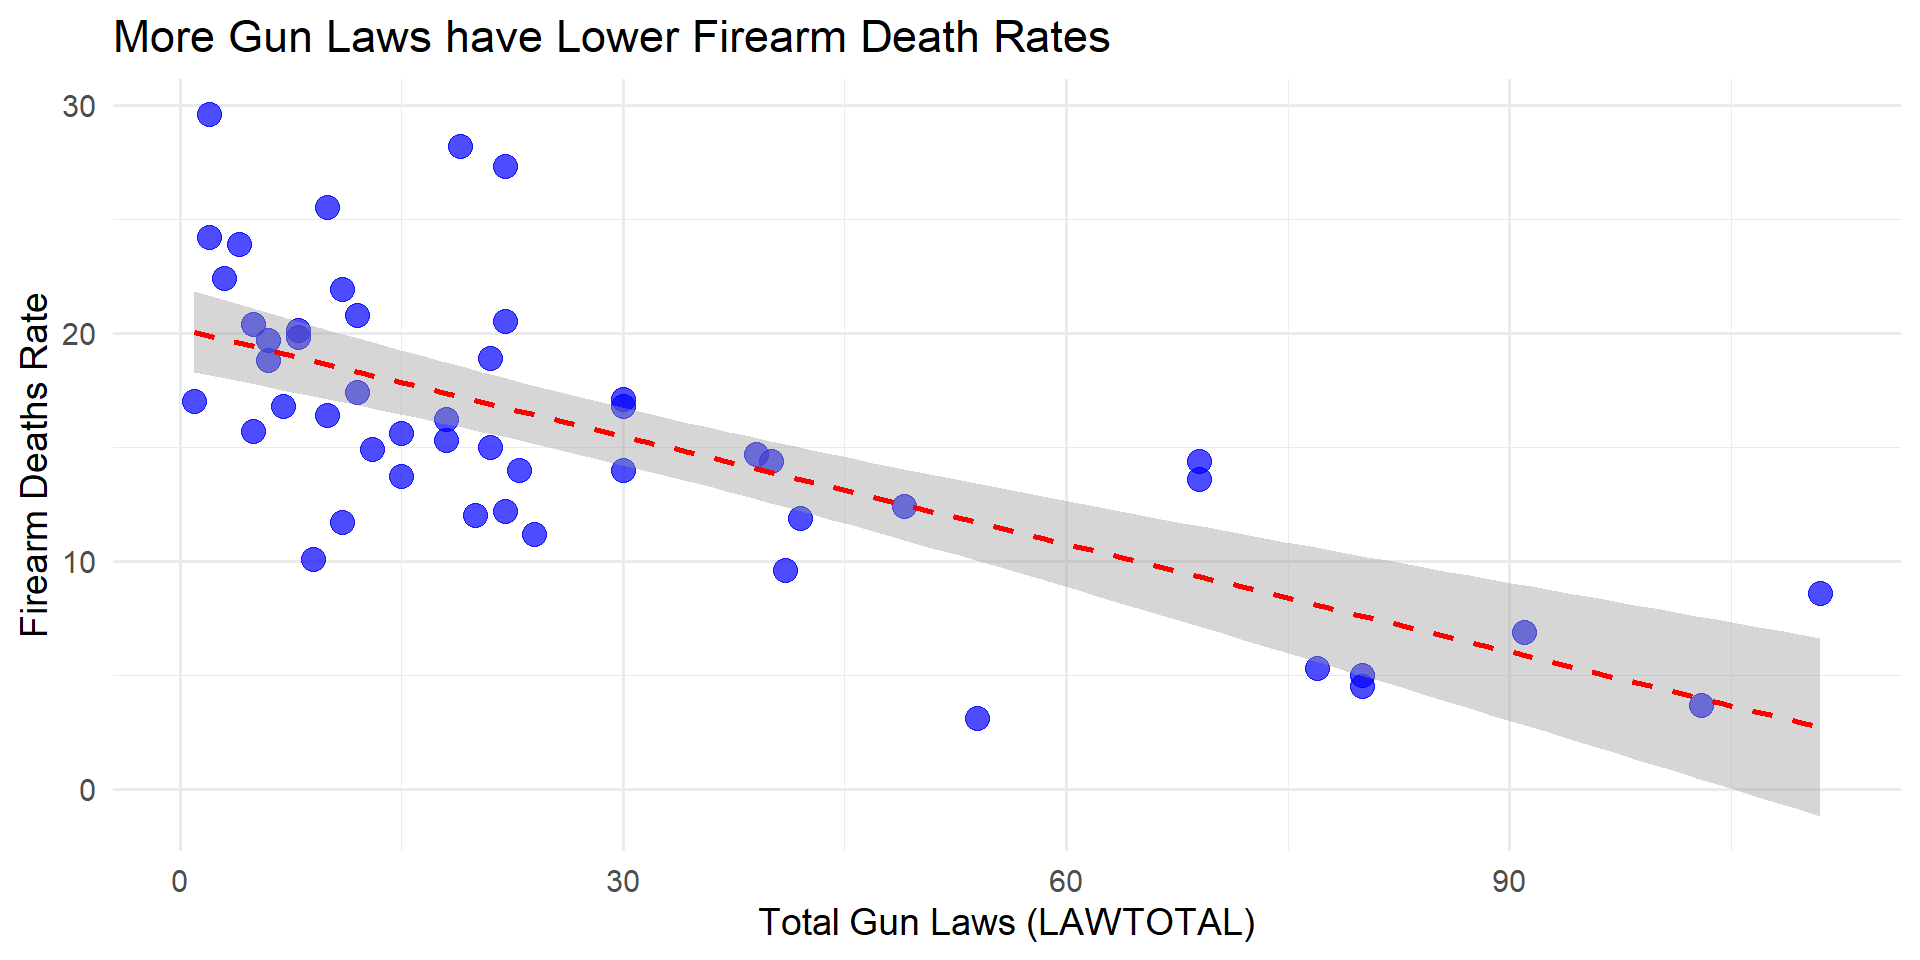 More Gun Laws have Lower Firearm Death Rates
30
20
10
0
Firearm Deaths Rate
0 30 60 90
Total Gun Laws (LAWTOTAL)